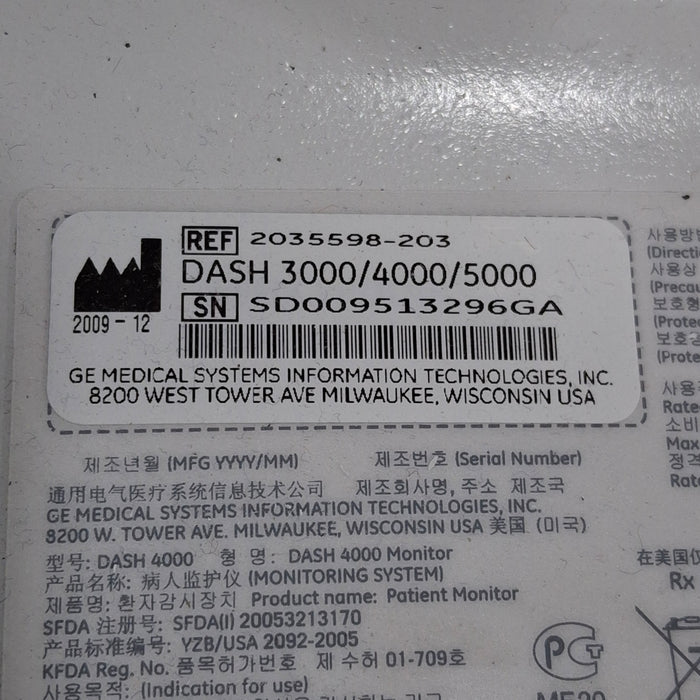 REF 2035598-203
DASH 3000/4000/5000
SN SD009513296GA
2009-12
GE MEDICAL SYSTEMS INFORMATION TECHNOLOGIES, INC.
8200 WEST TOWER AVE MILWAUKEE, WISCONSIN USA
제조년월 (MFG YYYY/MM) 제조번호 (Serial Number)
通用电气医疗系统信息技术公司 제조회사명, 주소 제조국
GE MEDICAL SYSTEMS INFORMATION TECHNOLOGIES, INC.
8200 W. TOWER AVE. MILWAUKEE, WISCONSIN USA 美国 (미국)
型号: DASH 4000 형 명: DASH 4000 Monitor
产品名称: 病人监护仪 (MONITORING SYSTEM)
제품명: 환자감시장치 Product name: Patient Monitor
SFDA 注册号: SFDA(I) 20053213170
产品标准编号: YZB/USA 2092-2005
KFDA Reg. No. 품목허가번호 제 수허 01-709호
사용목적: (Indication for use)
사용방법
(Directi
사용상
(Precau
보호형
(Prote
보호
(Prote
사용
Rate
소비
Max
정격
Rat
在美国仅
Rx